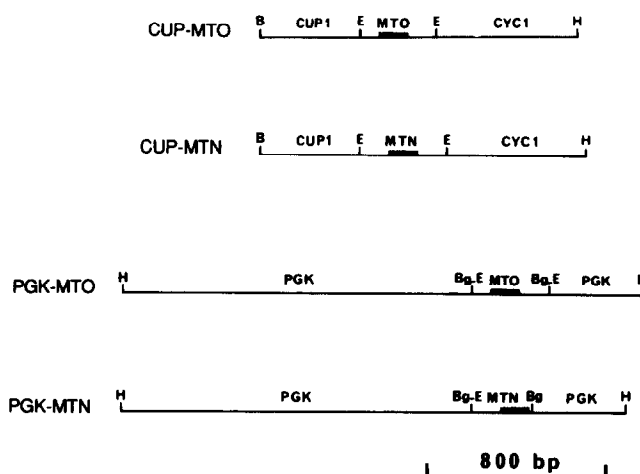 B CUP1 E MTO E CYC1 H
CUP-MTO
B CUP1 E MTN E CYC1 H
CUP-MTN
H PGK Bg-E MTO Bg-E PGK
PGK-MTO
H PGK Bg-E MTN Bg PGK H
PGK-MTN
800 bp